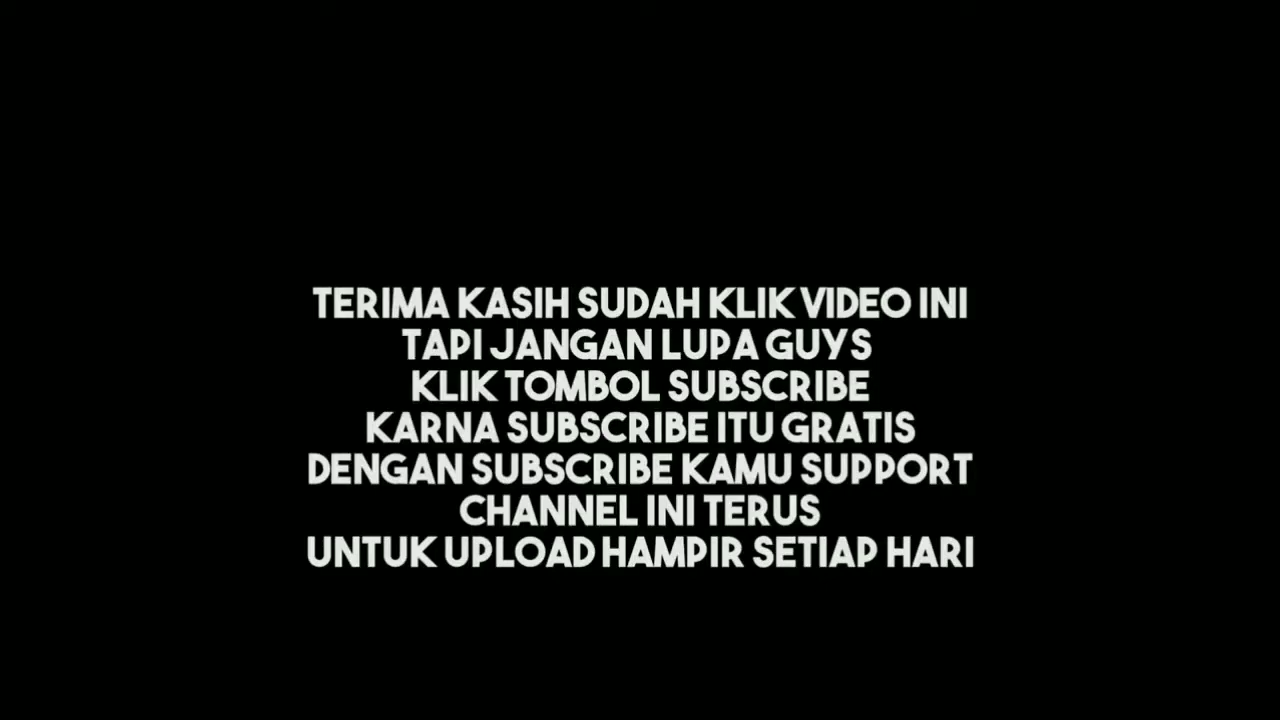 TERIMA KASIH SUDAH KLIK VIDEO INI
TAPI JANGAN LUPA GUYS
KLIK TOMBOL SUBSCRIBE
KARNA SUBSCRIBE ITU GRATIS
DENGAN SUBSCRIBE KAMU SUPPORT
CHANNEL INI TERUS
UNTUK UPLOAD HAMPIR SETIAP HARI